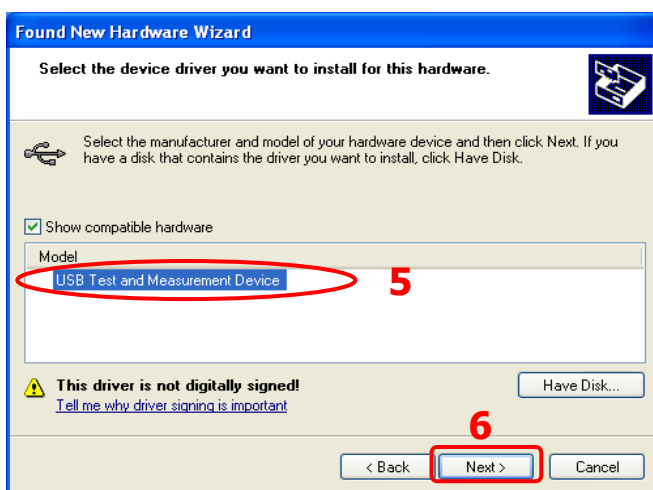 Found New Hardware Wizard
Select the device driver you want to install for this hardware.
Select the manufacturer and model of your hardware device and then click Next. If you
have a disk that contains the driver you want to install, click Have Disk.
Show compatible hardware
Model
USB Test and Measurement Device
5
This driver is not digitally signed!
Have Disk...
Tell me why driver signing is important
6
< Back
Next >
Cancel